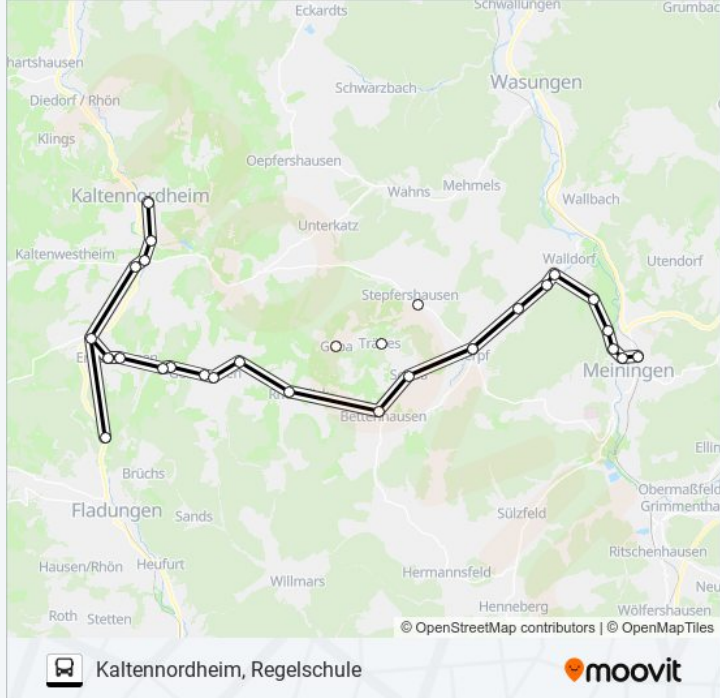 Eckardts
Schwallungen
Grumbac
hartshausen
Schwarzbach
Wasungen
Diedorf / Rhön
Klings
Oepfershausen
Kaltennordheim
Wahns
Mehmels
Wallbach
Unterkatz
Kaltenwestheim
Walldorf
Utendorf
Stepfershausen
Meiningen
Bettenhausen
Ellin
Brüchs
Obermaßfeld
Grimmentha
Fladungen
Sands
Sülzfeld
Ritschenhausen
Hausen/Rhön
Heufurt
Hermannsfeld
Willmars
Neu
Henneberg
Wölfershausen
Roth
Stetten
© OpenStreetMap contributors | © OpenMapTiles
Kaltennordheim, Regelschule
moovit